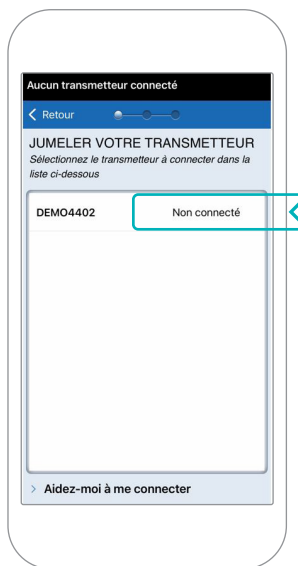 Aucun transmetteur connecté
Retour
JUMELER VOTRE TRANSMETTEUR
Sélectionnez le transmetteur à connecter dans la
liste ci-dessous
DEMO4402 Non connecté
Aidez-moi à me connecter